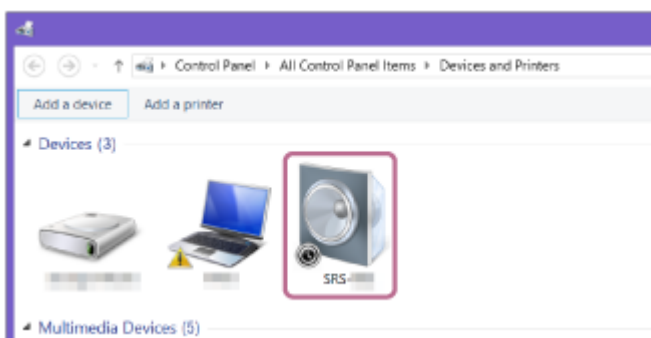 Control Panel All Control Panel Items Devices and Printers
Add a device Add a printer
Devices (3)
SRS-
Multimedia Devices (5)